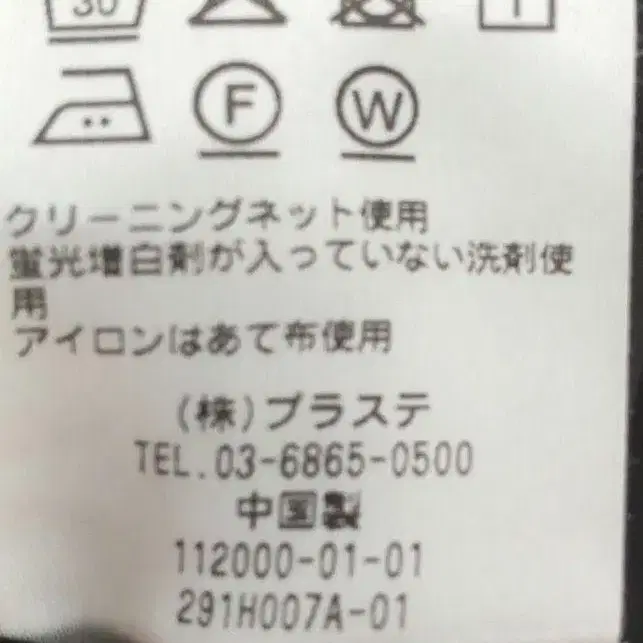 30
F W
クリーニングネット使用
蛍光増白剤が入っていない洗剤使
用
アイロンはあて布使用
(株)プラステ
TEL.03-6865-0500
中国製
112000-01-01
291H007A-01